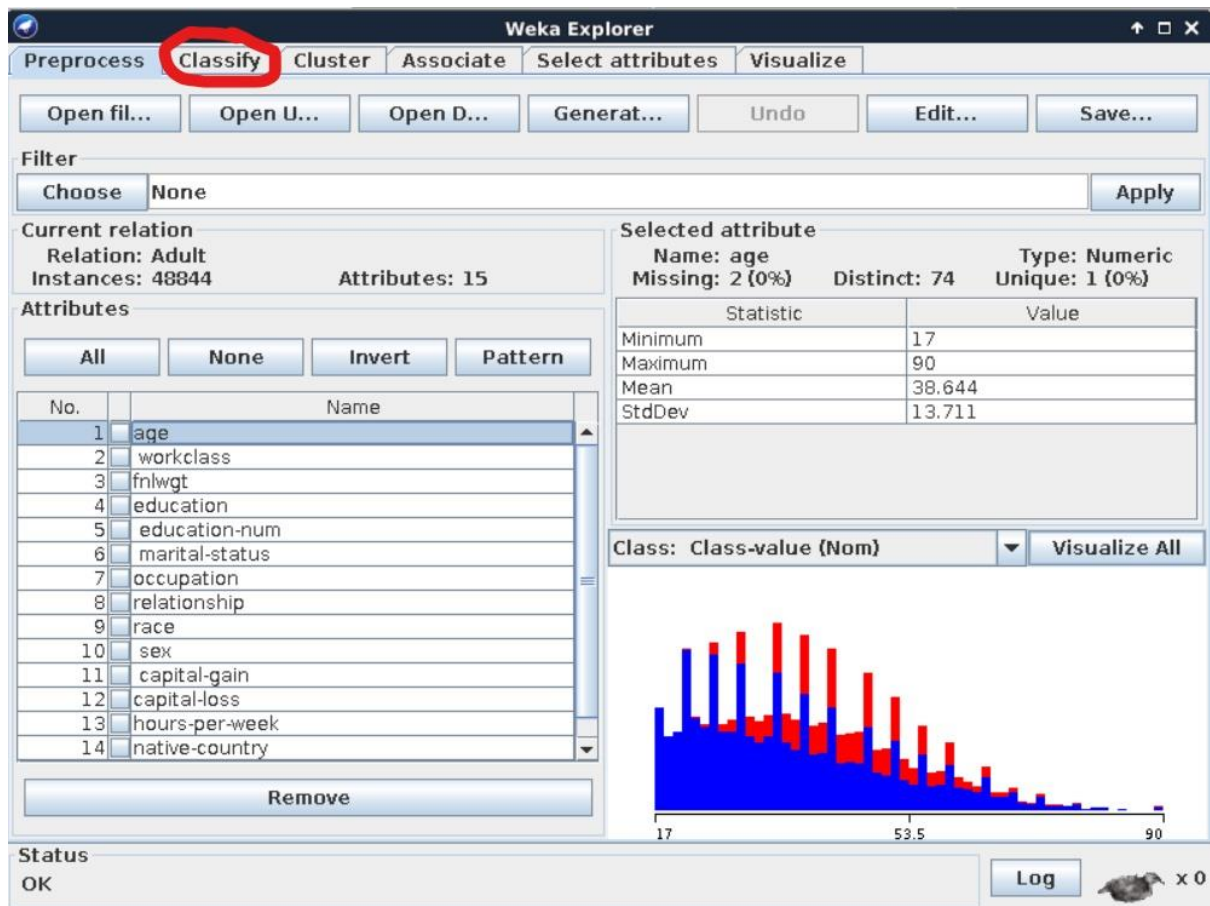 Weka Explorer
Preprocess Classify Cluster Associate Select attributes Visualize
Open fil... Open U... Open D... Generat... Undo Edit... Save...
Filter
Choose None Apply
Current relation
Relation: Adult
Instances: 48844 Attributes: 15
Attributes
All None Invert Pattern
No. Name
1 age
2 workclass
3 fnlwgt
4 education
5 education-num
6 marital-status
7 occupation
8 relationship
9 race
10 sex
11 capital-gain
12 capital-loss
13 hours-per-week
14 native-country
Remove
Selected attribute
Name: age Type: Numeric
Missing: 2 (0%) Distinct: 74 Unique: 1 (0%)
Statistic Value
Minimum 17
Maximum 90
Mean 38.644
StdDev 13.711
Class: Class-value (Nom) Visualize All
17 53.5 90
Status
OK
Log x 0